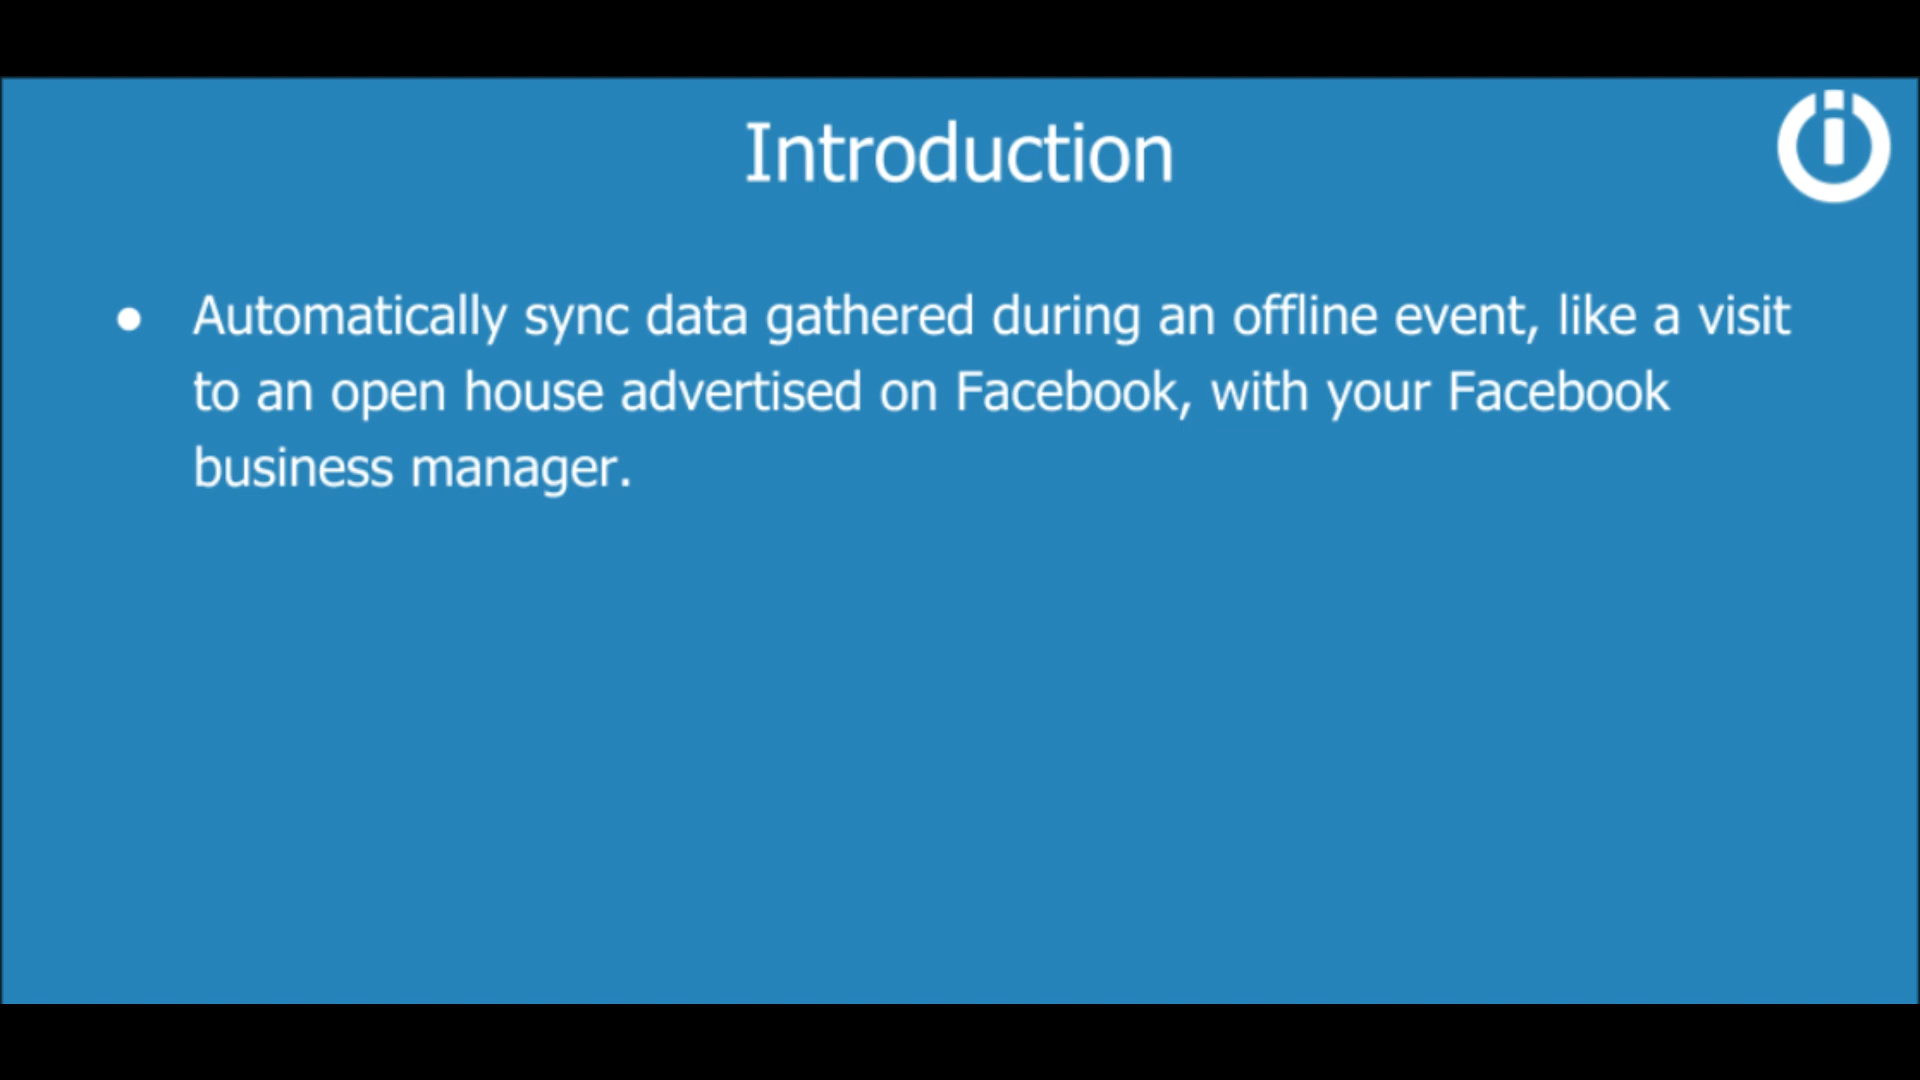 Introduction
● Automatically sync data gathered during an offline event, like a visit
to an open house advertised on Facebook, with your Facebook
business manager.